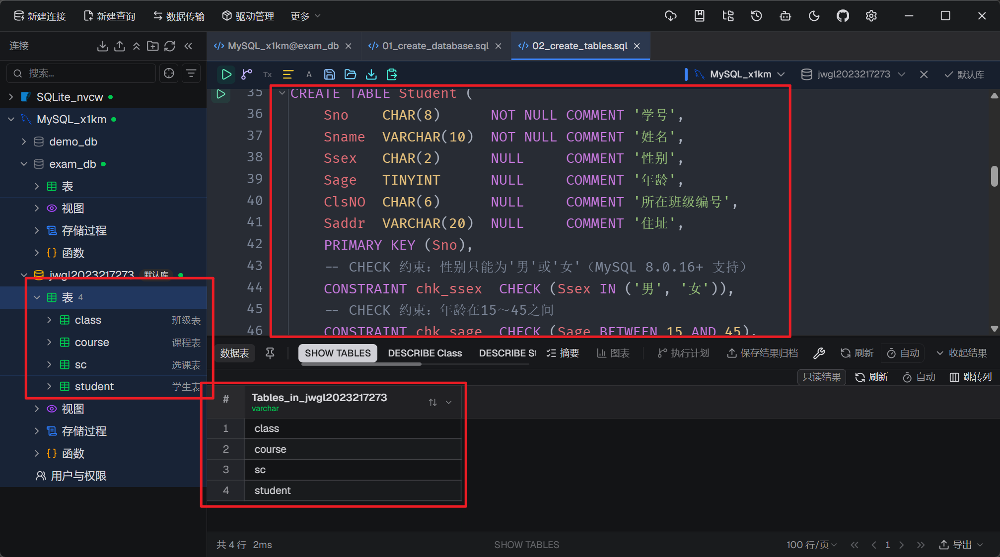 新建连接 新建查询 数据传输 驱动管理 更多
连接
MySQL_x1km@exam_db
01_create_database.sql
02_create_tables.sql
搜索...
Tx A
MySQL_x1km
jwgl2023217273
默认库
SQLite_nvcw
MySQL_x1km
demo_db
exam_db
表
视图
存储过程
函数
jwgl2023217273 默认库
表 4
class 班级表
course 课程表
sc 选课表
student 学生表
视图
存储过程
函数
用户与权限
35 CREATE TABLE Student (
36 Sno CHAR(8) NOT NULL COMMENT '学号',
37 Sname VARCHAR(10) NOT NULL COMMENT '姓名',
38 Ssex CHAR(2) NULL COMMENT '性别',
39 Sage TINYINT NULL COMMENT '年龄',
40 ClsNO CHAR(6) NULL COMMENT '所在班级编号',
41 Saddr VARCHAR(20) NULL COMMENT '住址',
42 PRIMARY KEY (Sno),
43 -- CHECK 约束：性别只能为'男'或'女'（MySQL 8.0.16+ 支持）
44 CONSTRAINT chk_ssex CHECK (Ssex IN ('男', '女')),
45 -- CHECK 约束：年龄在15～45之间
46 CONSTRAINT chk_sage CHECK (Sage BETWEEN 15 AND 45),
数据表 SHOW TABLES DESCRIBE Class DESCRIBE St 摘要 图表 执行计划 保存结果归档 刷新 自动 收起结果
只读结果 刷新 自动 跳转列
# Tables_in_jwgl2023217273
varchar
1 class
2 course
3 sc
4 student
共 4 行 2ms SHOW TABLES 100 行/页 1 导出